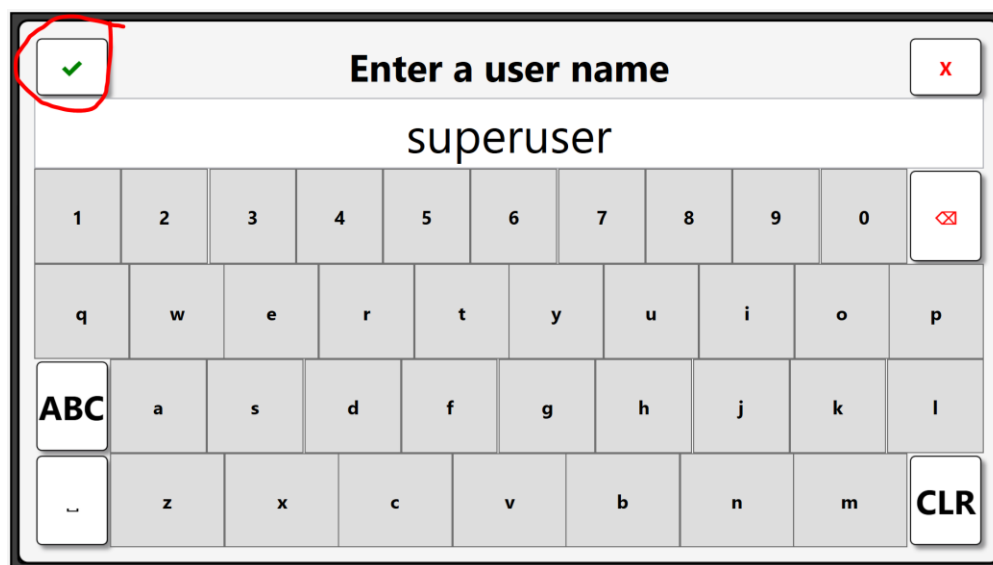 ✓ Enter a user name X
superuser
1 2 3 4 5 6 7 8 9 0 ⌫
q w e r t y u i o p
ABC a s d f g h j k l
⎵ z x c v b n m CLR